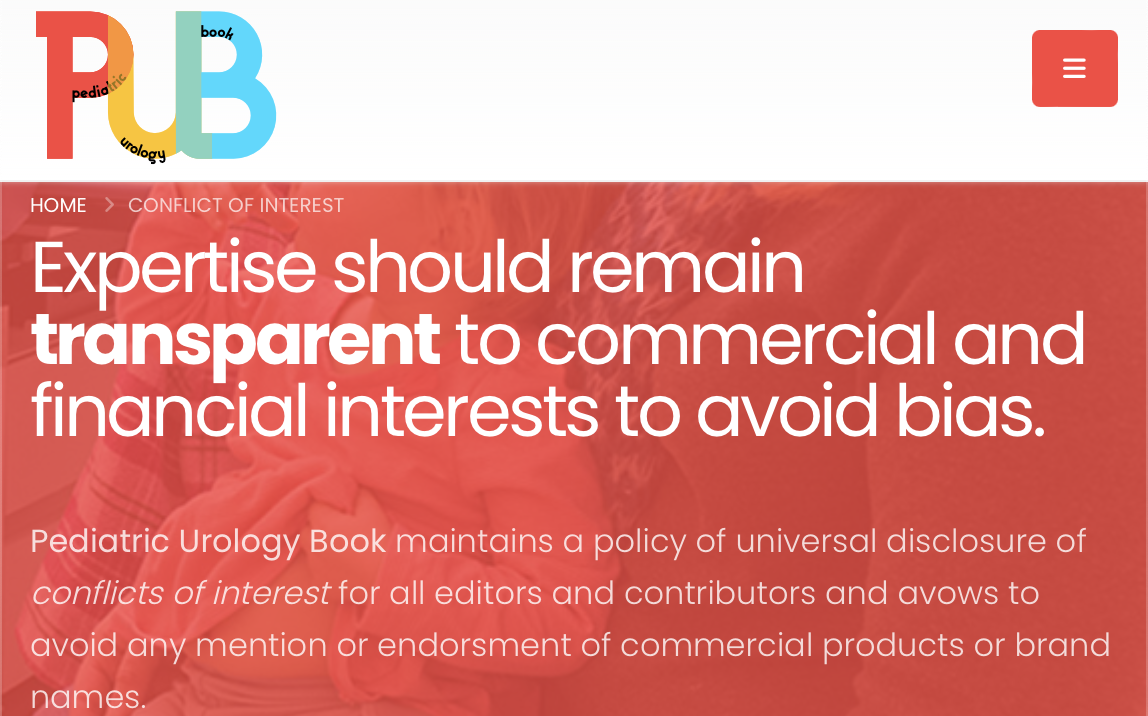 PUB
book
pediatric
urology
HOME > CONFLICT OF INTEREST
Expertise should remain
transparent to commercial and
financial interests to avoid bias.
Pediatric Urology Book maintains a policy of universal disclosure of
conflicts of interest for all editors and contributors and avows to
avoid any mention or endorsment of commercial products or brand
names.